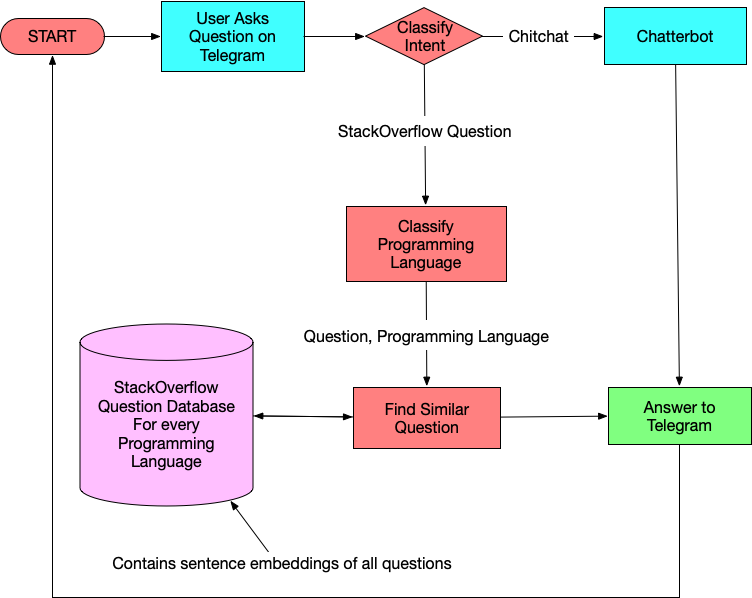 START
User Asks
Question on
Telegram
Classify
Intent
Chitchat
Chatterbot
StackOverflow Question
Classify
Programming
Language
Question, Programming Language
StackOverflow
Question Database
For every
Programming
Language
Find Similar
Question
Answer to
Telegram
Contains sentence embeddings of all questions